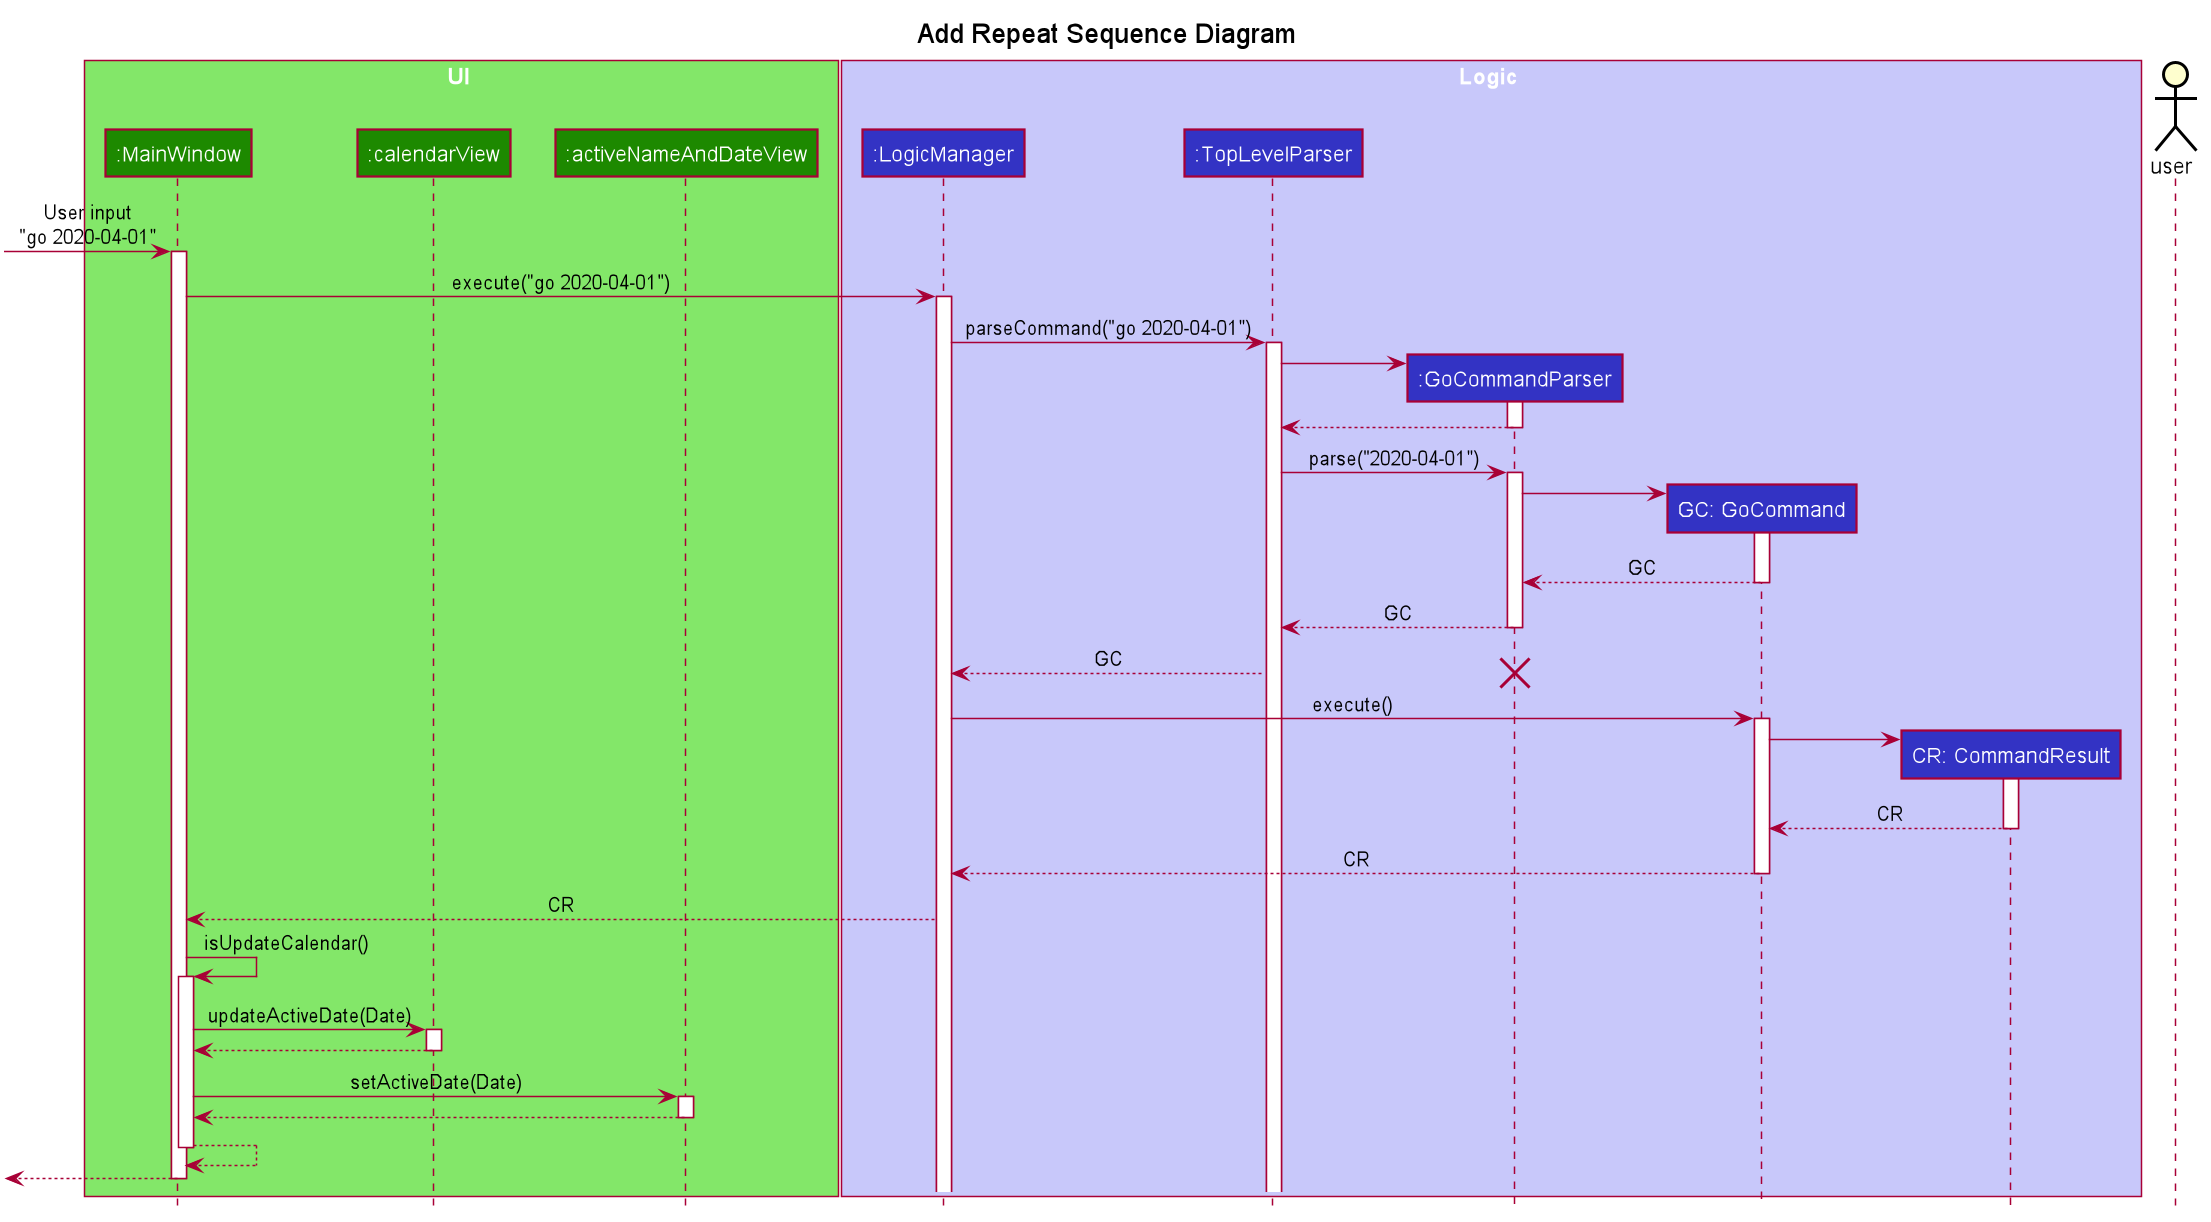 Add Repeat Sequence Diagram
UI
Logic
:MainWindow
:calendarView
:activeNameAndDateView
:LogicManager
:TopLevelParser
user
User input
"go 2020-04-01"
execute("go 2020-04-01")
parseCommand("go 2020-04-01")
:GoCommandParser
parse("2020-04-01")
GC: GoCommand
GC
GC
GC
execute()
CR: CommandResult
CR
CR
CR
isUpdateCalendar()
updateActiveDate(Date)
setActiveDate(Date)